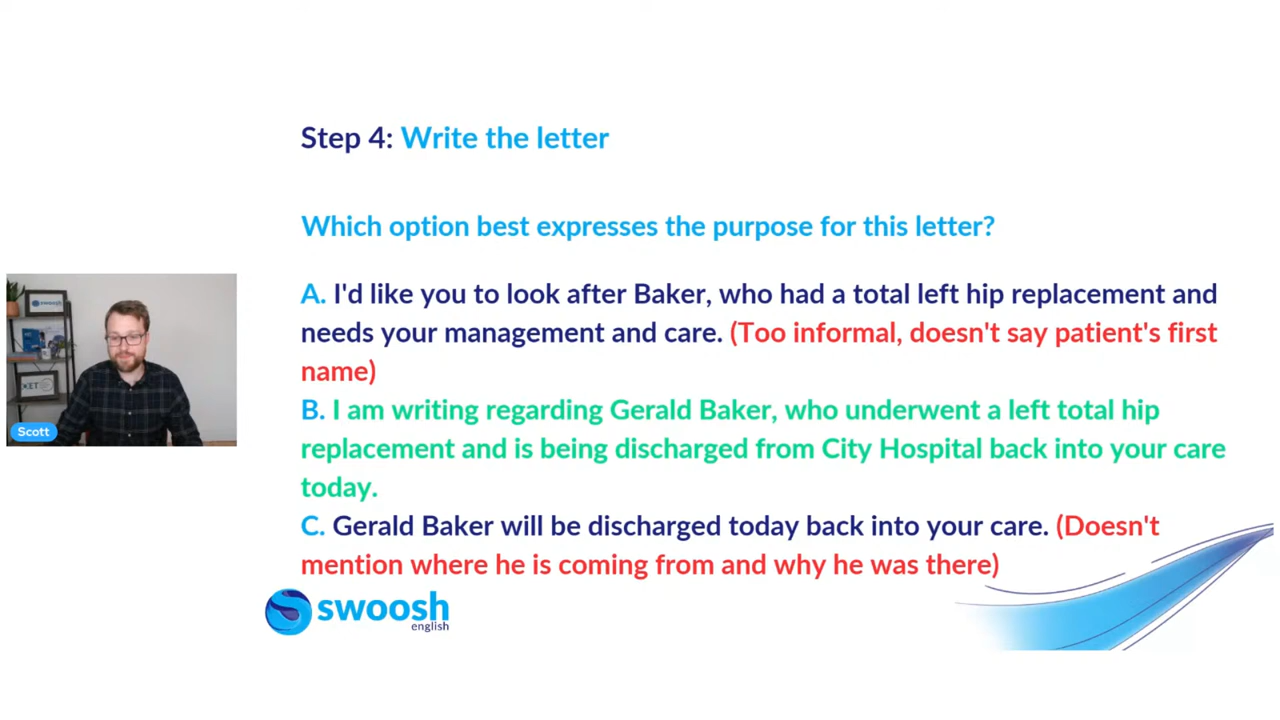 Step 4: Write the letter
Which option best expresses the purpose for this letter?
A. I'd like you to look after Baker, who had a total left hip replacement and
needs your management and care. (Too informal, doesn't say patient's first
name)
B. I am writing regarding Gerald Baker, who underwent a left total hip
replacement and is being discharged from City Hospital back into your care
today.
C. Gerald Baker will be discharged today back into your care. (Doesn't
mention where he is coming from and why he was there)
swoosh
english
swoosh
Scott